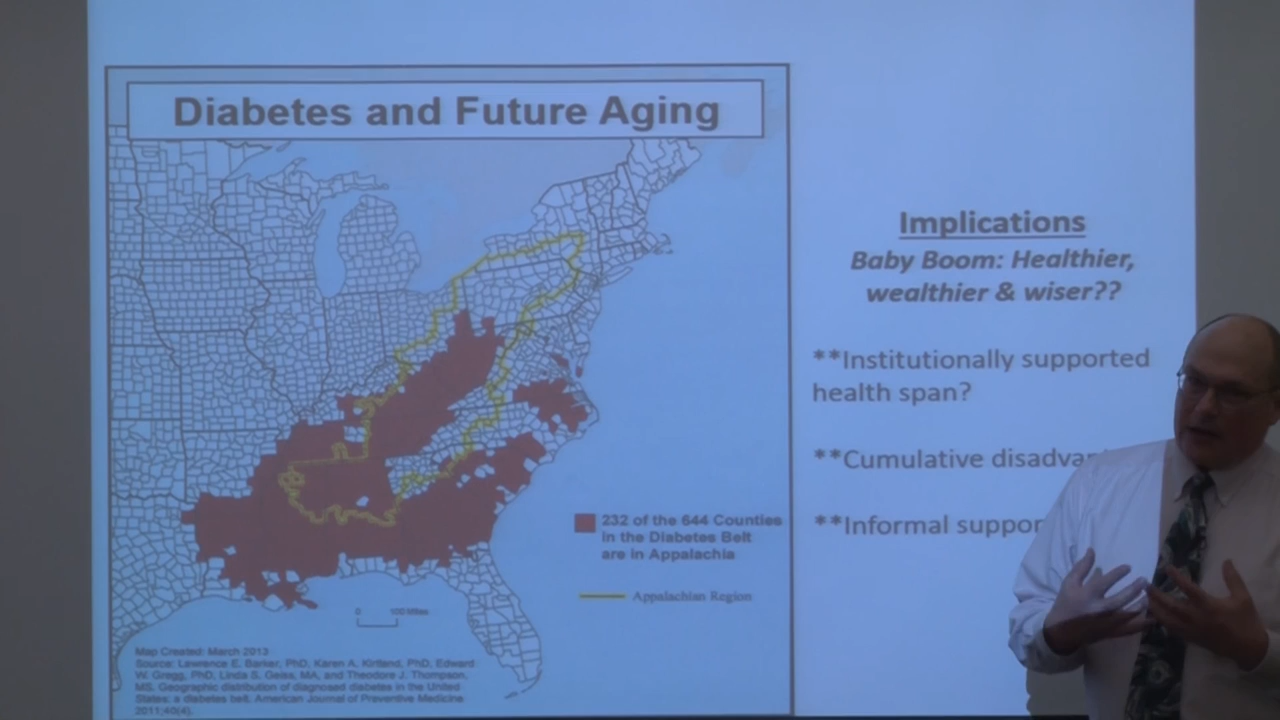 Diabetes and Future Aging
232 of the 644 Counties
in the Diabetes Belt
are in Appalachia
0 100 Miles
Appalachian Region
Map Created: March 2013
Source: Lawrence E. Barker, PhD, Karen A. Kirtland, PhD, Edward
W. Gregg, PhD, Linda S. Geiss, MA, and Theodore J. Thompson,
MS. Geographic distribution of diagnosed diabetes in the United
States: a diabetes belt. American Journal of Preventive Medicine
2011;40(4).
Implications
Baby Boom: Healthier,
wealthier & wiser??
**Institutionally supported
health span?
**Cumulative
**Informal